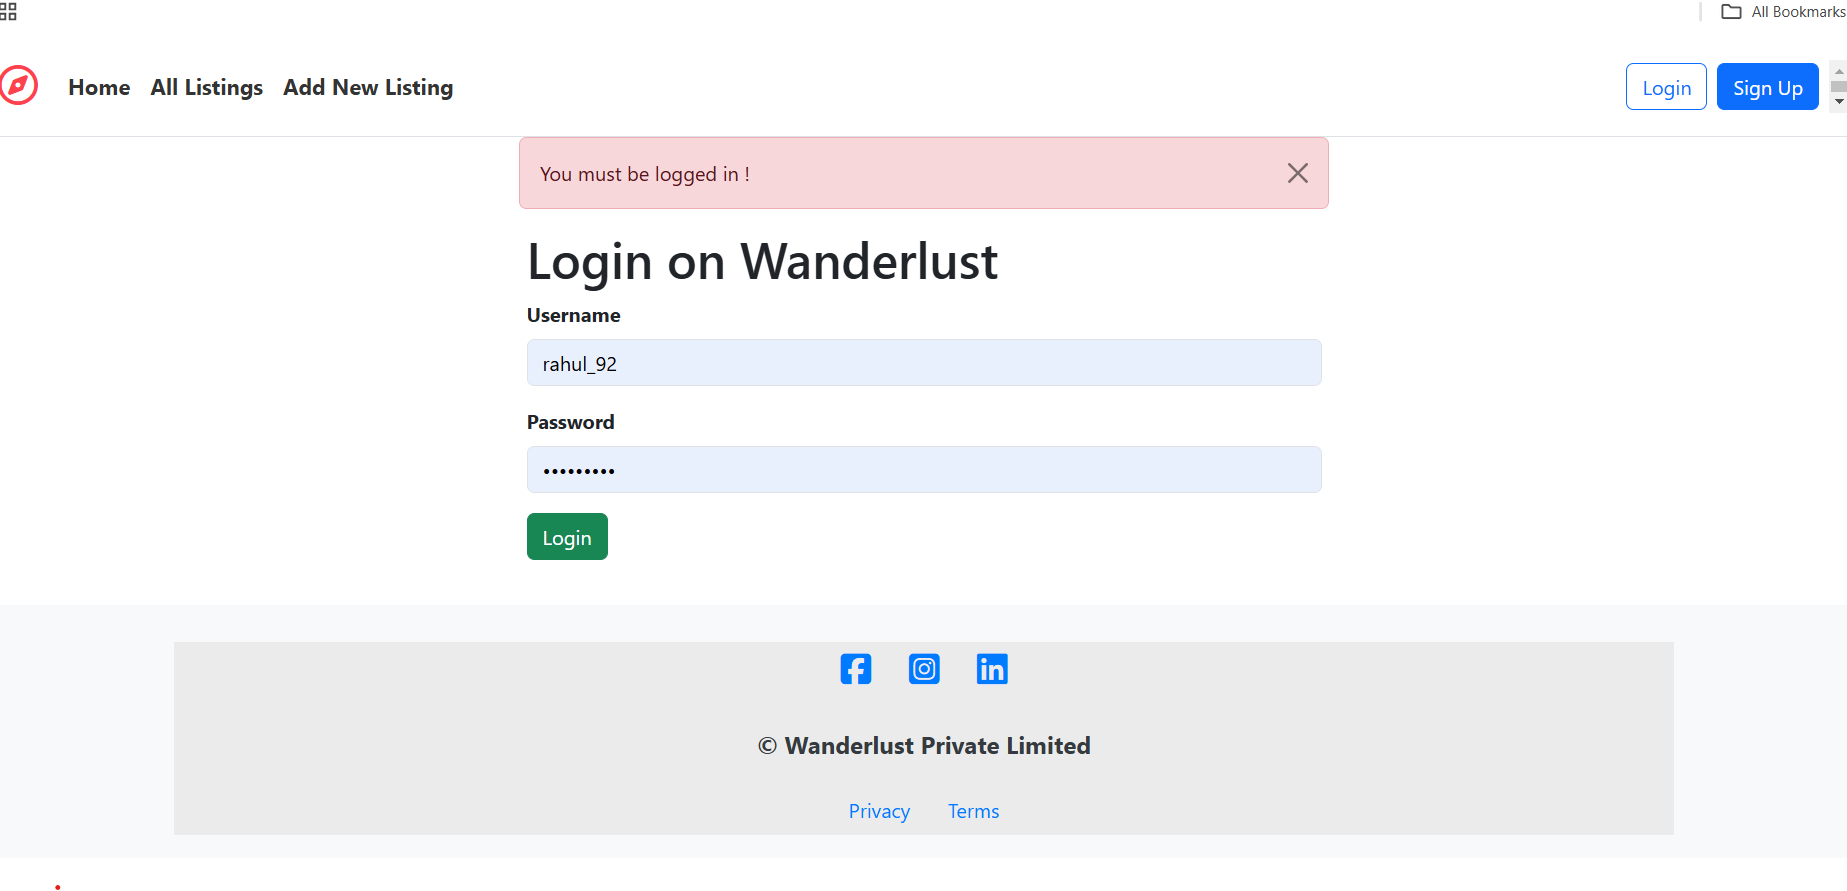 All Bookmarks
Home All Listings Add New Listing Login Sign Up
You must be logged in !
Login on Wanderlust
Username
rahul_92
Password
•••••••••
Login
© Wanderlust Private Limited
Privacy Terms